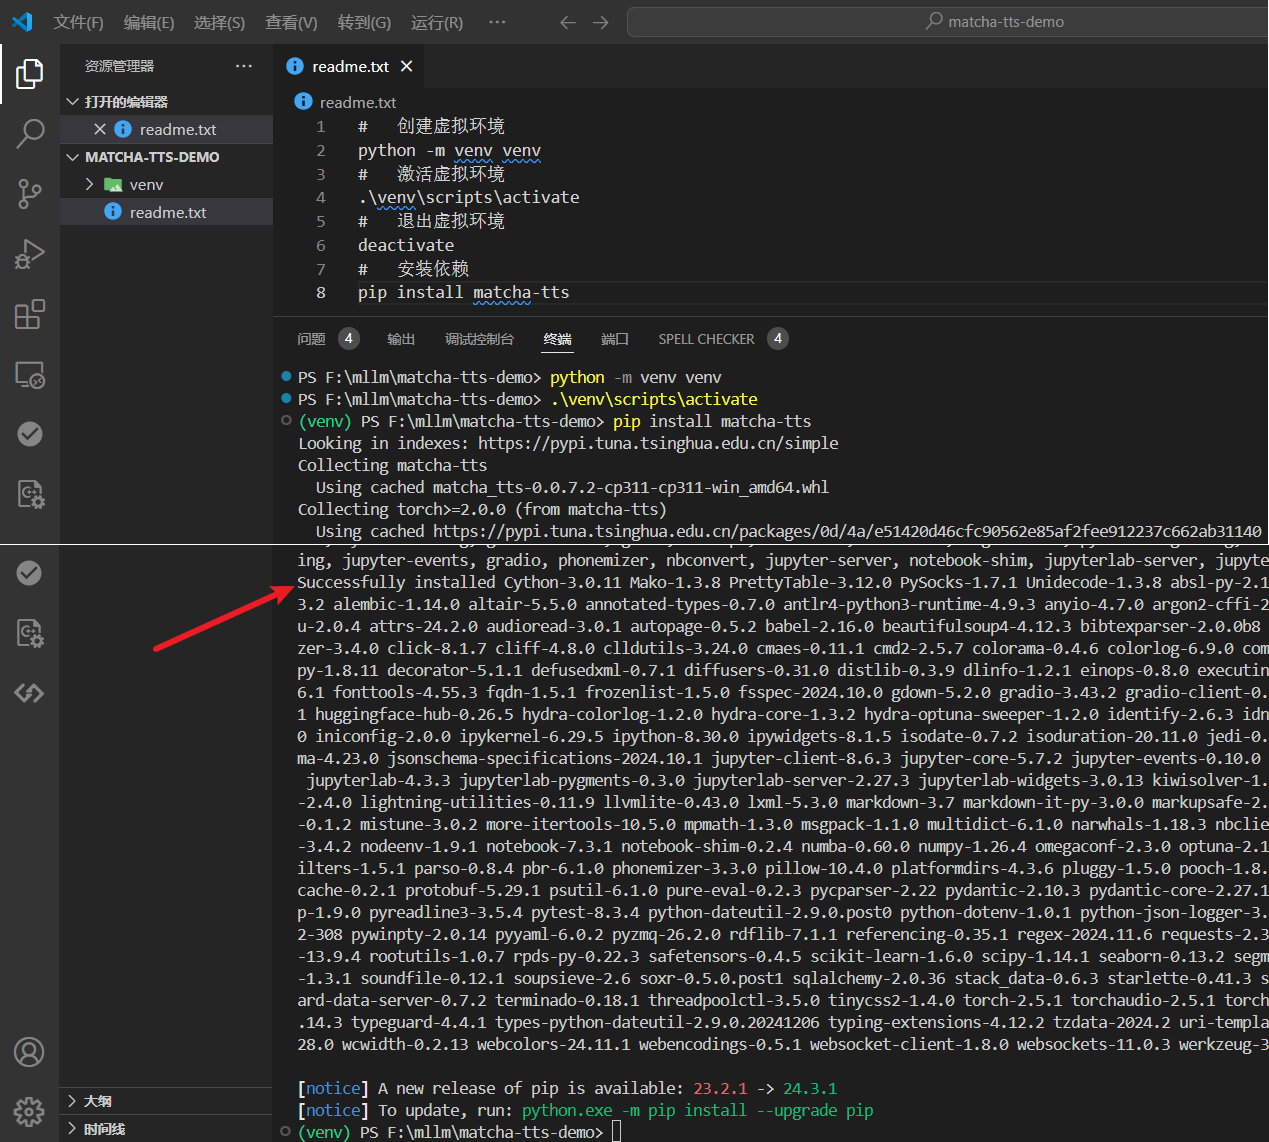 文件(F) 编辑(E) 选择(S) 查看(V) 转到(G) 运行(R) ··· matcha-tts-demo
资源管理器 ···
打开的编辑器
readme.txt
MATCHA-TTS-DEMO
venv
readme.txt
大纲
时间线
readme.txt
readme.txt
1 # 创建虚拟环境
2 python -m venv venv
3 # 激活虚拟环境
4 .\venv\scripts\activate
5 # 退出虚拟环境
6 deactivate
7 # 安装依赖
8 pip install matcha-tts
问题 4 输出 调试控制台 终端 端口 SPELL CHECKER 4
PS F:\mllm\matcha-tts-demo> python -m venv venv
PS F:\mllm\matcha-tts-demo> .\venv\scripts\activate
(venv) PS F:\mllm\matcha-tts-demo> pip install matcha-tts
Looking in indexes: https://pypi.tuna.tsinghua.edu.cn/simple
Collecting matcha-tts
Using cached matcha_tts-0.0.7.2-cp311-cp311-win_amd64.whl
Collecting torch>=2.0.0 (from matcha-tts)
Using cached https://pypi.tuna.tsinghua.edu.cn/packages/0d/4a/e51420d46cfc90562e85af2fee912237c662ab31140
ing, jupyter-events, gradio, phonemizer, nbconvert, jupyter-server, notebook-shim, jupyterlab-server, jupyte
Successfully installed Cython-3.0.11 Mako-1.3.8 PrettyTable-3.12.0 PySocks-1.7.1 Unidecode-1.3.8 absl-py-2.1
3.2 alembic-1.14.0 altair-5.5.0 annotated-types-0.7.0 antlr4-python3-runtime-4.9.3 anyio-4.7.0 argon2-cffi-2
u-2.0.4 attrs-24.2.0 audioread-3.0.1 autopage-0.5.2 babel-2.16.0 beautifulsoup4-4.12.3 bibtexparser-2.0.0b8
zer-3.4.0 click-8.1.7 cliff-4.8.0 clldutils-3.24.0 cmaes-0.11.1 cmd2-2.5.7 colorama-0.4.6 colorlog-6.9.0 com
py-1.8.11 decorator-5.1.1 defusedxml-0.7.1 diffusers-0.31.0 distlib-0.3.9 dlinfo-1.2.1 einops-0.8.0 executin
6.1 fonttools-4.55.3 fqdn-1.5.1 frozenlist-1.5.0 fsspec-2024.10.0 gdown-5.2.0 gradio-3.43.2 gradio-client-0.
1 huggingface-hub-0.26.5 hydra-colorlog-1.2.0 hydra-core-1.3.2 hydra-optuna-sweeper-1.2.0 identify-2.6.3 idn
0 iniconfig-2.0.0 ipykernel-6.29.5 ipython-8.30.0 ipywidgets-8.1.5 isodate-0.7.2 isoduration-20.11.0 jedi-0.
ma-4.23.0 jsonschema-specifications-2024.10.1 jupyter-client-8.6.3 jupyter-core-5.7.2 jupyter-events-0.10.0
jupyterlab-4.3.3 jupyterlab-pygments-0.3.0 jupyterlab-server-2.27.3 jupyterlab-widgets-3.0.13 kiwisolver-1.
-2.4.0 lightning-utilities-0.11.9 llvmlite-0.43.0 lxml-5.3.0 markdown-3.7 markdown-it-py-3.0.0 markupsafe-2.
-0.1.2 mistune-3.0.2 more-itertools-10.5.0 mpmath-1.3.0 msgpack-1.1.0 multidict-6.1.0 narwhals-1.18.3 nbclie
-3.4.2 nodeenv-1.9.1 notebook-7.3.1 notebook-shim-0.2.4 numba-0.60.0 numpy-1.26.4 omegaconf-2.3.0 optuna-2.1
ilters-1.5.1 parso-0.8.4 pbr-6.1.0 phonemizer-3.3.0 pillow-10.4.0 platformdirs-4.3.6 pluggy-1.5.0 pooch-1.8.
cache-0.2.1 protobuf-5.29.1 psutil-6.1.0 pure-eval-0.2.3 pycparser-2.22 pydantic-2.10.3 pydantic-core-2.27.1
p-1.9.0 pyreadline3-3.5.4 pytest-8.3.4 python-dateutil-2.9.0.post0 python-dotenv-1.0.1 python-json-logger-3.
2-308 pywinpty-2.0.14 pyyaml-6.0.2 pyzmq-26.2.0 rdflib-7.1.1 referencing-0.35.1 regex-2024.11.6 requests-2.3
-13.9.4 rootutils-1.0.7 rpds-py-0.22.3 safetensors-0.4.5 scikit-learn-1.6.0 scipy-1.14.1 seaborn-0.13.2 segm
-1.3.1 soundfile-0.12.1 soupsieve-2.6 soxr-0.5.0.post1 sqlalchemy-2.0.36 stack_data-0.6.3 starlette-0.41.3 s
ard-data-server-0.7.2 terminado-0.18.1 threadpoolctl-3.5.0 tinycss2-1.4.0 torch-2.5.1 torchaudio-2.5.1 torch
.14.3 typeguard-4.4.1 types-python-dateutil-2.9.0.20241206 typing-extensions-4.12.2 tzdata-2024.2 uri-templa
28.0 wcwidth-0.2.13 webcolors-24.11.1 webencodings-0.5.1 websocket-client-1.8.0 websockets-11.0.3 werkzeug-3
[notice] A new release of pip is available: 23.2.1 -> 24.3.1
[notice] To update, run: python.exe -m pip install --upgrade pip
(venv) PS F:\mllm\matcha-tts-demo>